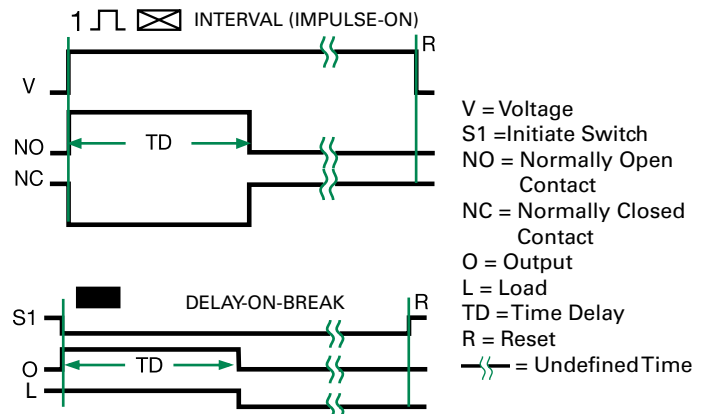 1 INTERVAL (IMPULSE-ON)
R
V
NO
TD
NC
DELAY-ON-BREAK
R
S1
O
TD
L
V = Voltage
S1 =Initiate Switch
NO = Normally Open
Contact
NC = Normally Closed
Contact
O = Output
L = Load
TD = Time Delay
R = Reset
= Undefined Time